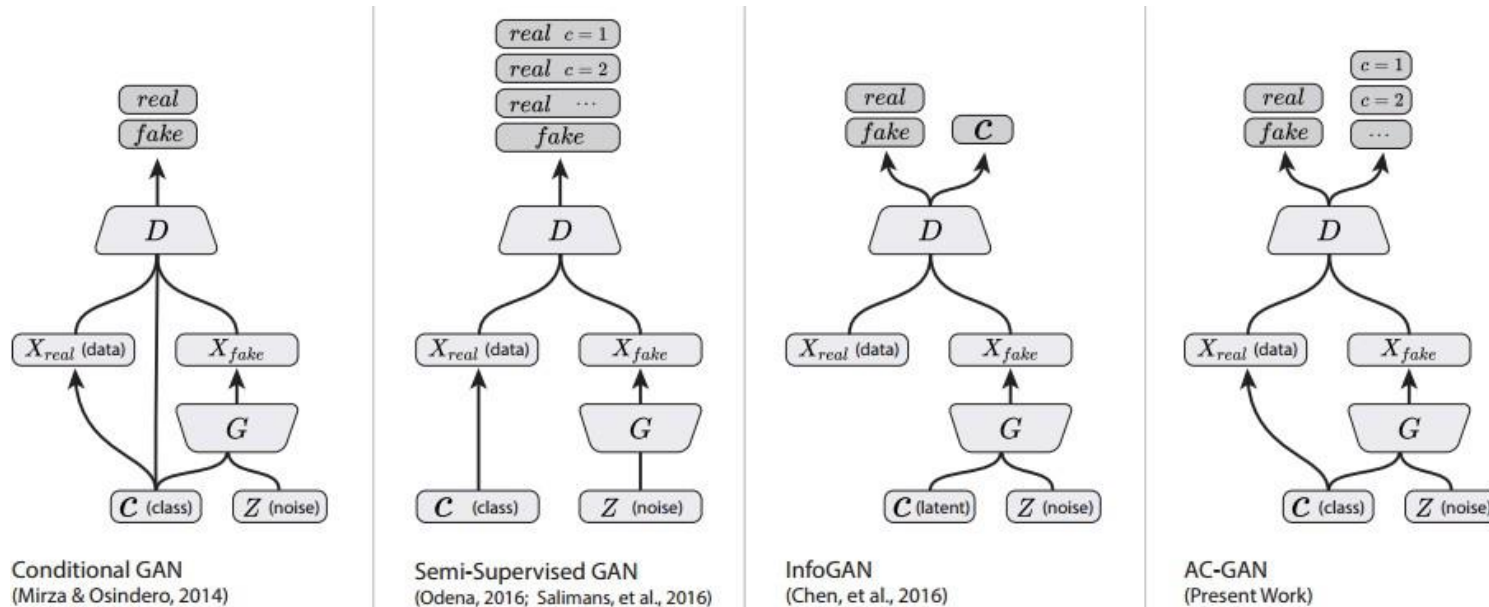 real
fake
D
X_real (data)
X_fake
G
C (class)
Z (noise)
Conditional GAN
(Mirza & Osindero, 2014)
real c = 1
real c = 2
real ...
fake
D
X_real (data)
X_fake
G
C (class)
Z (noise)
Semi-Supervised GAN
(Odena, 2016; Salimans, et al., 2016)
real
fake
C
D
X_real (data)
X_fake
G
C (latent)
Z (noise)
InfoGAN
(Chen, et al., 2016)
real
fake
c = 1
c = 2
...
D
X_real (data)
X_fake
G
C (class)
Z (noise)
AC-GAN
(Present Work)